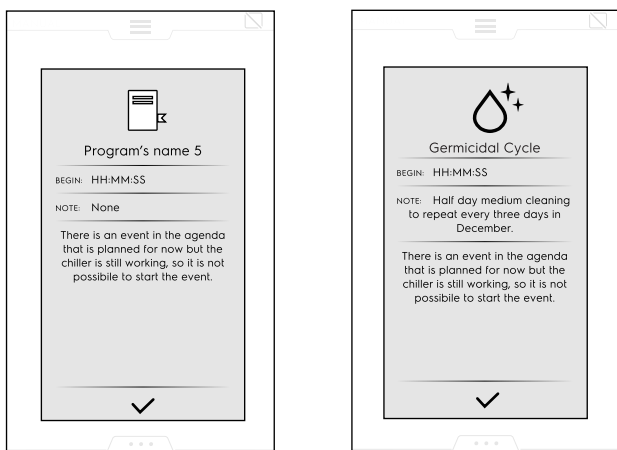 Program's name 5
BEGIN: HH:MM:SS
NOTE: None
There is an event in the agenda
that is planned for now but the
chiller is still working, so it is not
possibile to start the event.
Germicidal Cycle
BEGIN: HH:MM:SS
NOTE: Half day medium cleaning
to repeat every three days in
December.
There is an event in the agenda
that is planned for now but the
chiller is still working, so it is not
possibile to start the event.